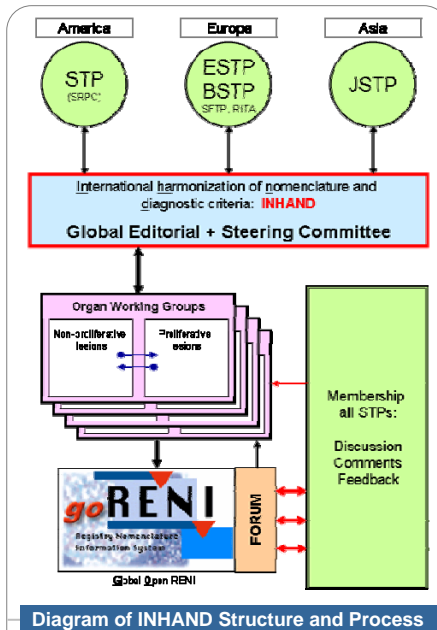 America
Europa
Asia
STP
(SRPC)
ESTP
BSTP
SFTP, RITA
JSTP
International harmonization of nomenclature and
diagnostic criteria: INHAND
Global Editorial + Steering Committee
Organ Working Groups
Non-proliferative
lesions
Proliferative
lesions
Membership
all STPs:
Discussion
Comments
Feedback
goRENI
Registry Nomenclature
Information System
FORUM
Global Open RENI
Diagram of INHAND Structure and Process